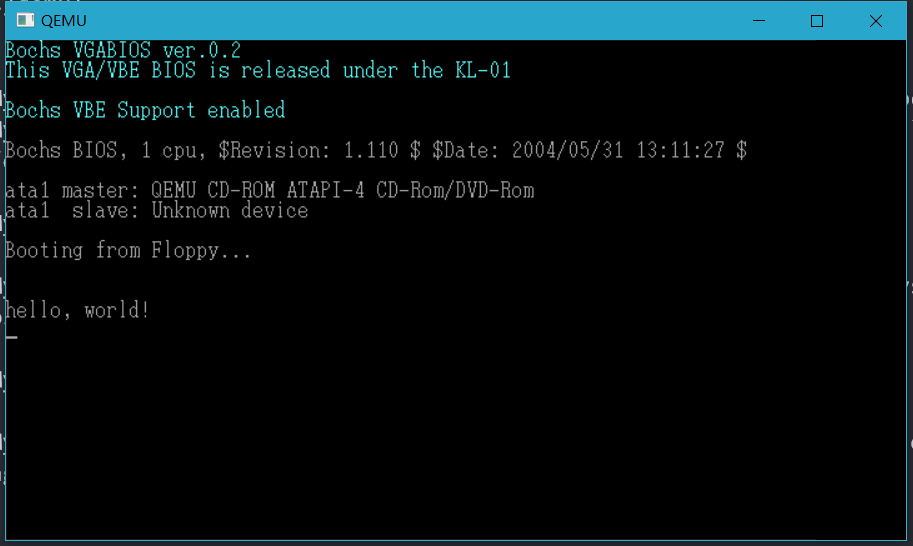 QEMU
Bochs VGABIOS ver.0.2
This VGA/VBE BIOS is released under the KL-01
Bochs VBE Support enabled
Bochs BIOS, 1 cpu, $Revision: 1.110 $ $Date: 2004/05/31 13:11:27 $
ata1 master: QEMU CD-ROM ATAPI-4 CD-Rom/DVD-Rom
ata1  slave: Unknown device
Booting from Floppy...
hello, world!